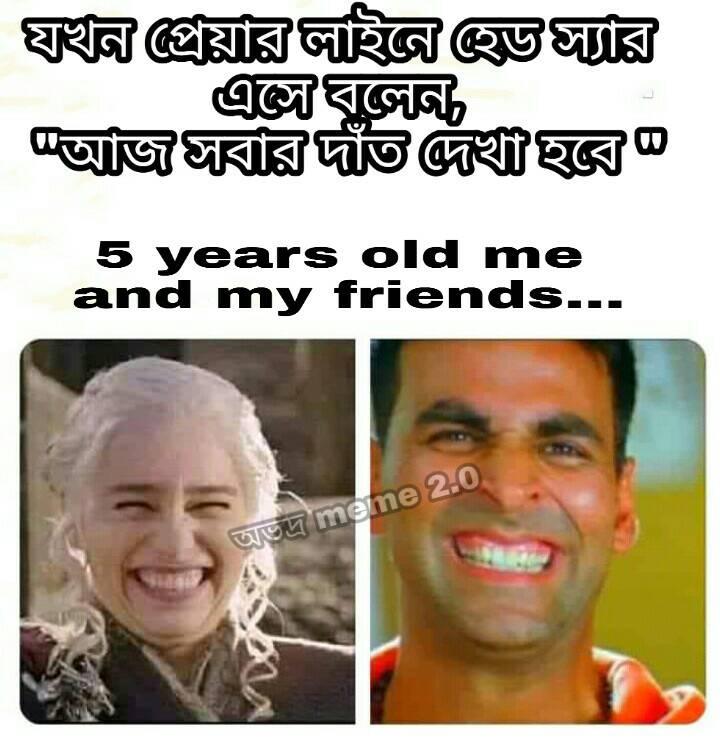 যখন প্রেয়ার লাইনে হেড স্যার
এসে বলেন,
"আজ সবার দাঁত দেখা হবে "
5 years old me
and my friends...
অভদ্র meme 2.0